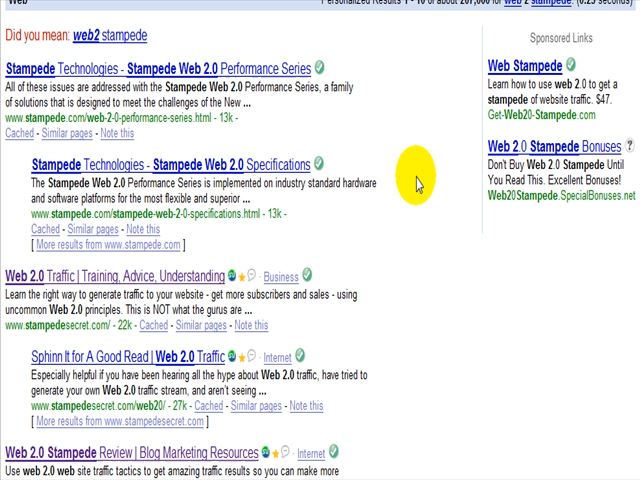 Web Personalized Results 1 - 10 of about 207,000 for web 2 stampede. (0.23 seconds)
Did you mean: web2 stampede
Stampede Technologies - Stampede Web 2.0 Performance Series
All of these issues are addressed with the Stampede Web 2.0 Performance Series, a family
of solutions that is designed to meet the challenges of the New ...
www.stampede.com/web-2-0-performance-series.html - 13k -
Cached - Similar pages - Note this
Stampede Technologies - Stampede Web 2.0 Specifications
The Stampede Web 2.0 Performance Series is implemented on industry standard hardware
and software platforms for the most flexible and superior ...
www.stampede.com/stampede-web-2-0-specifications.html - 13k -
Cached - Similar pages - Note this
[ More results from www.stampede.com ]
Web 2.0 Traffic | Training, Advice, Understanding - Business
Learn the right way to generate traffic to your website - get more subscribers and sales - using
uncommon Web 2.0 principles. This is NOT what the gurus are ...
www.stampedesecret.com/ - 22k - Cached - Similar pages - Note this
Sphinn It for A Good Read | Web 2.0 Traffic - Internet
Especially helpful if you have been hearing all the hype about Web 2.0 traffic, have tried to
generate your own Web 2.0 traffic stream, and aren't seeing ...
www.stampedesecret.com/web20/ - 27k - Cached - Similar pages - Note this
[ More results from www.stampedesecret.com ]
Web 2.0 Stampede Review | Blog Marketing Resources - Internet
Use web 2.0 web site traffic tactics to get amazing traffic results so you can make more
Sponsored Links
Web Stampede
Learn how to use web 2.0 to get a
stampede of website traffic. $47.
Get-Web20-Stampede.com
Web 2.0 Stampede Bonuses ?
Don't Buy Web 2.0 Stampede Until
You Read This. Excellent Bonuses!
Web20Stampede.SpecialBonuses.net